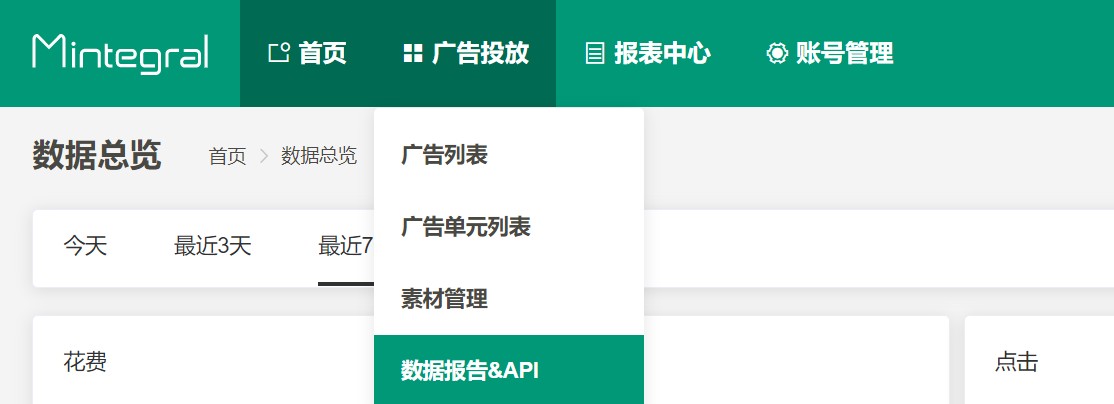 Mintegral 首页 广告投放 报表中心 账号管理
数据总览 首页 > 数据总览
广告列表
广告单元列表
今天 最近3天 最近7
素材管理
数据报告&API
花费 点击